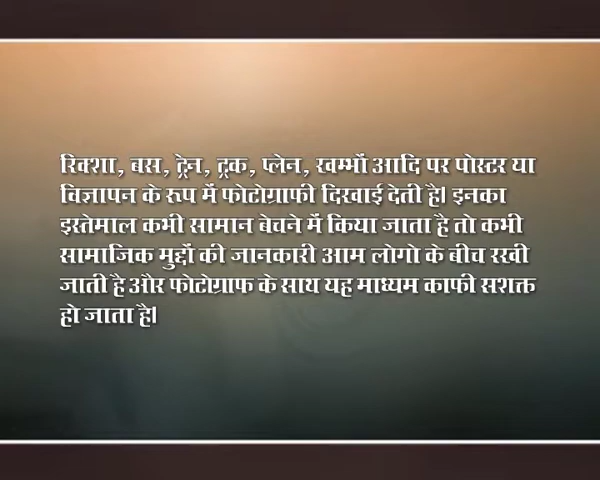 रिक्शा, बस, ट्रेन, ट्रक, प्लेन, खम्भों आदि पर पोस्टर या
विज्ञापन के रूप में फोटोग्राफी दिखाई देती है। इनका
इस्तेमाल कभी सामान बेचने में किया जाता है तो कभी
सामाजिक मुद्दों की जानकारी आम लोगो के बीच रखी
जाती है और फोटोग्राफ के साथ यह माध्यम काफी सशक्त
हो जाता है।